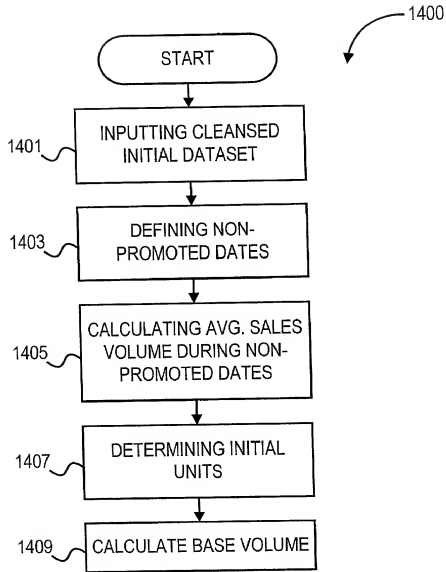 1400
START
1401
INPUTTING CLEANSED
INITIAL DATASET
1403
DEFINING NON-
PROMOTED DATES
1405
CALCULATING AVG. SALES
VOLUME DURING NON-
PROMOTED DATES
1407
DETERMINING INITIAL
UNITS
1409
CALCULATE BASE VOLUME